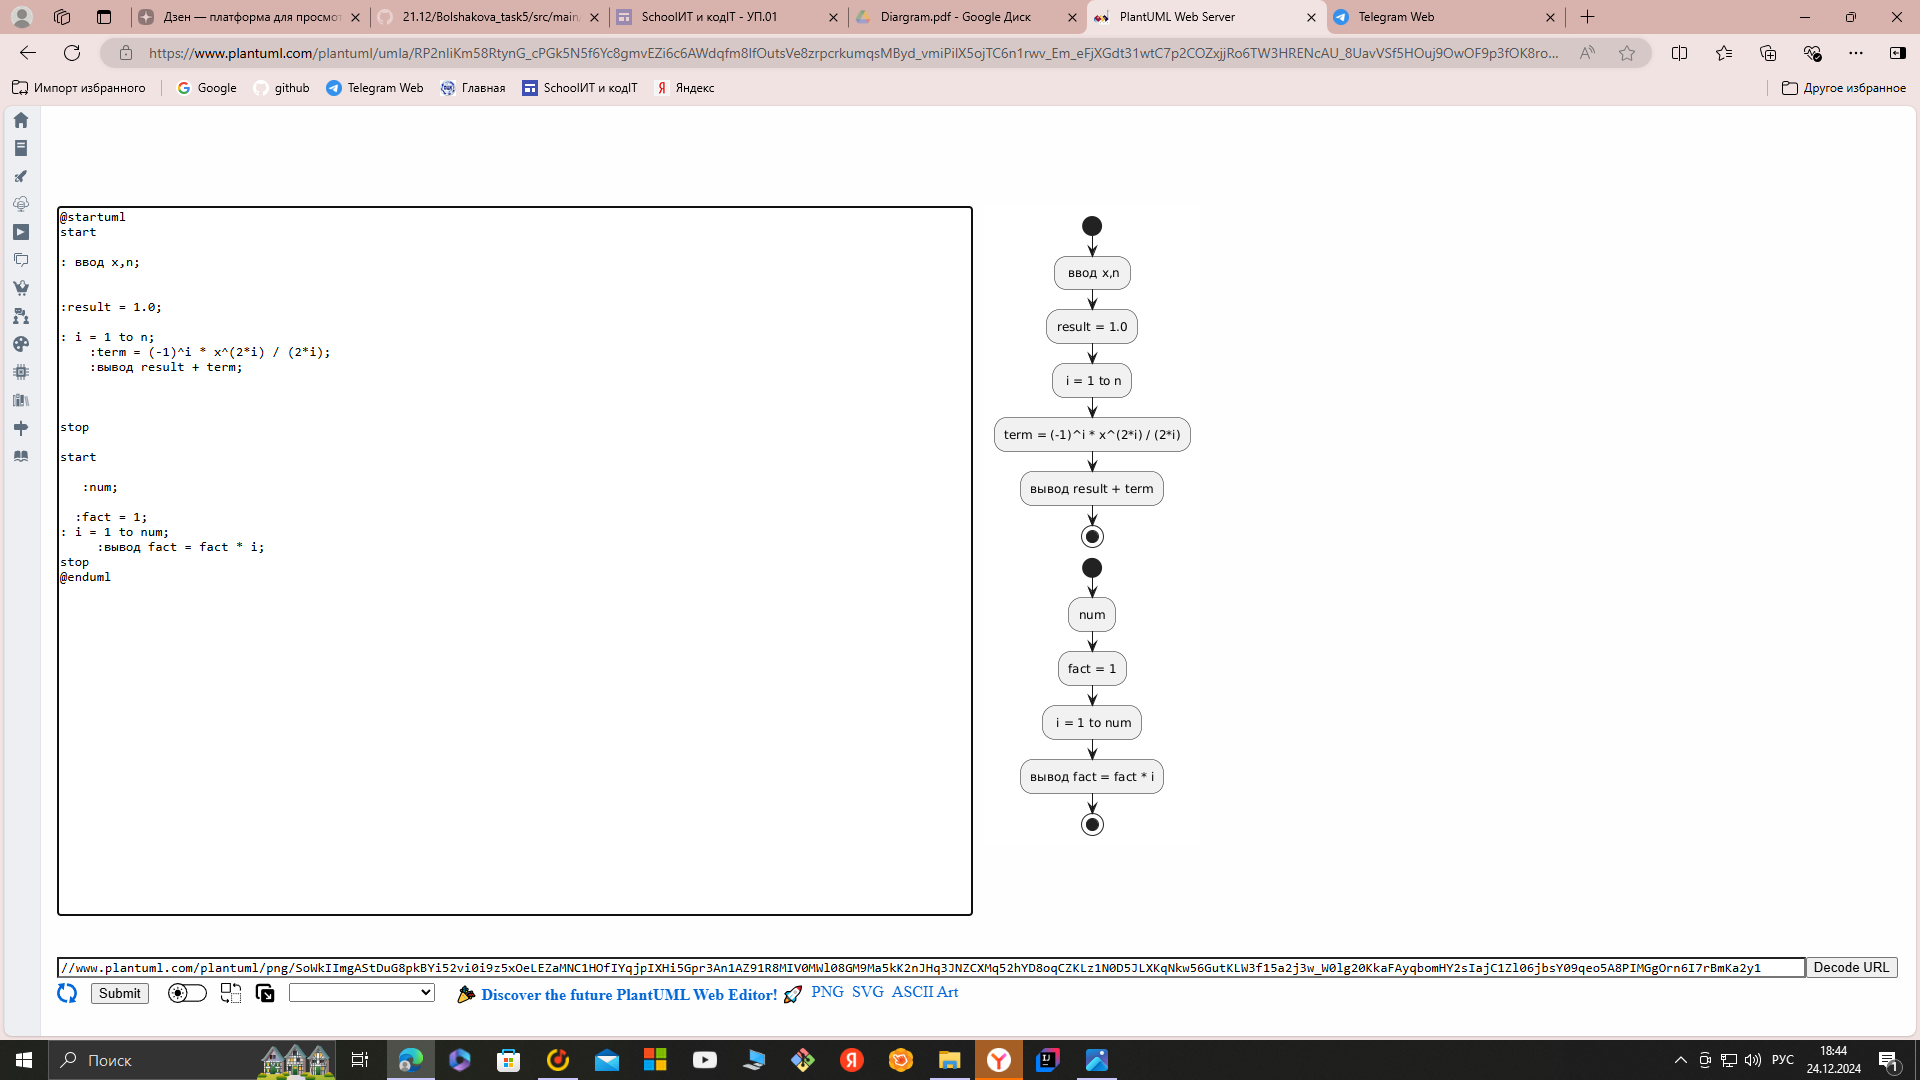 Дзен — платформа для просмот
21.12/Bolshakova_task5/src/main
SchoolИТ и кодIT - УП.01
Diargram.pdf - Google Диск
PlantUML Web Server
Telegram Web
https://www.plantuml.com/plantuml/umla/RP2nIiKm58RtynG_cPGk5N5f6Yc8gmvEZi6c6AWdqfm8lfOutsVe8zrpcrkumqsMByd_vmiPilX5ojTC6n1rwv_Em_eFjXGdt31wtC7p2COZxjjRo6TW3HRENcAU_8UavVSf5HOuj9OwOF9p3fOK8ro...
Импорт избранного
Google
github
Telegram Web
Главная
SchoolИТ и кодIT
Яндекс
Другое избранное
@startuml
start
: ввод x,n;
:result = 1.0;
: i = 1 to n;
:term = (-1)^i * x^(2*i) / (2*i);
:вывод result + term;
stop
start
:num;
:fact = 1;
: i = 1 to num;
:вывод fact = fact * i;
stop
@enduml
ввод x,n
result = 1.0
i = 1 to n
term = (-1)^i * x^(2*i) / (2*i)
вывод result + term
num
fact = 1
i = 1 to num
вывод fact = fact * i
//www.plantuml.com/plantuml/png/SoWkIImgAStDuG8pkBYi52vi0i9z5xOeLEZaMNC1HOfIYqjpIXHi5Gpr3An1AZ91R8MIV0MWl08GM9Ma5kK2nJHq3JNZCXMq52hYD8oqCZKLz1N0D5JLXKqNkw56GutKLW3f15a2j3w_W0lg20KkaFAyqbomHY2sIajC1Zl06jbsY09qeo5A8PIMGgOrn6I7rBmKa2y1
Decode URL
Submit
Discover the future PlantUML Web Editor!
PNG SVG ASCII Art
Поиск
РУС
18:44
24.12.2024
1